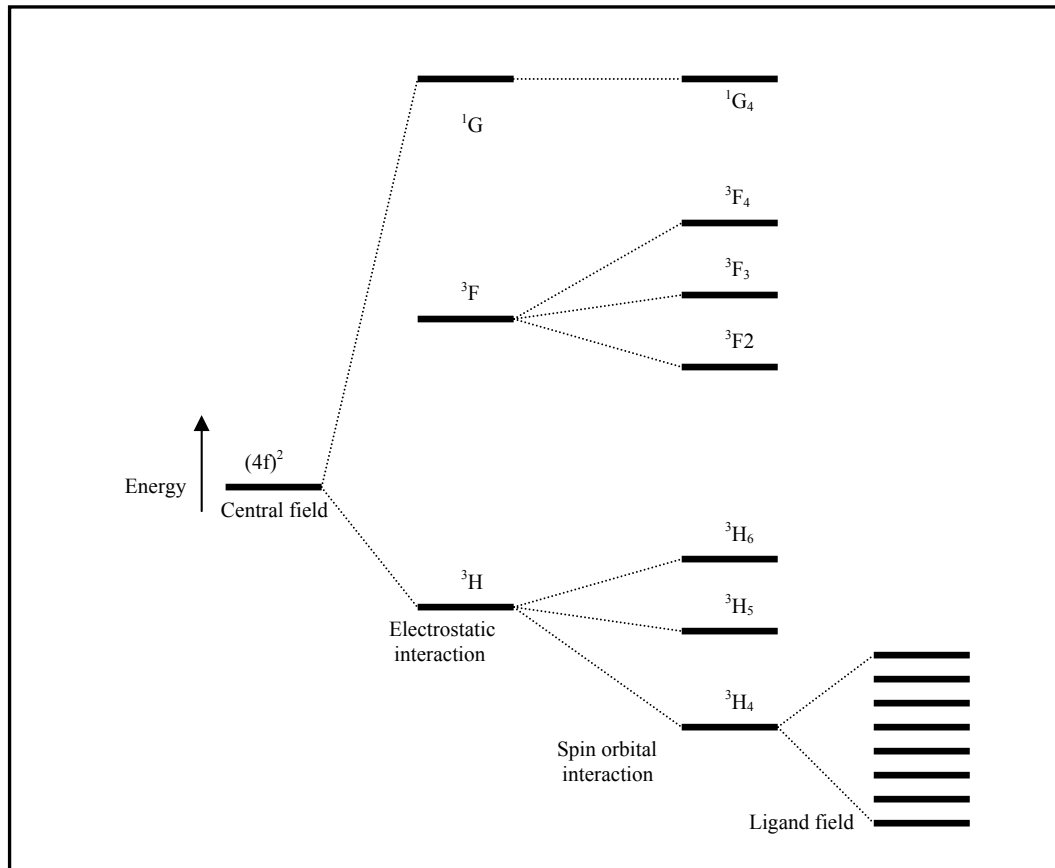 ¹G
¹G₄
³F₄
³F
³F₃
³F2
(4f)²
Energy
Central field
³H₆
³H
³H₅
Electrostatic
interaction
³H₄
Spin orbital
interaction
Ligand field